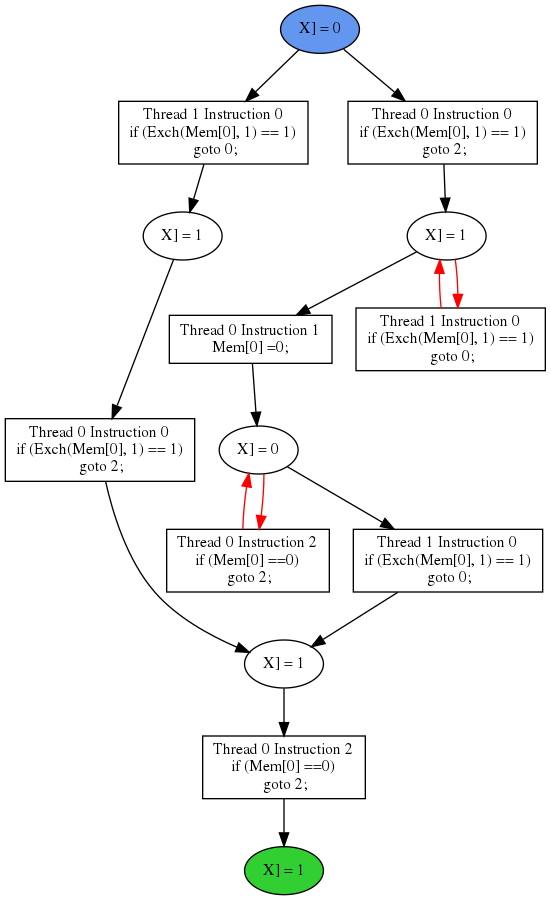 X] = 0
Thread 1 Instruction 0
if (Exch(Mem[0], 1) == 1)
goto 0;
Thread 0 Instruction 0
if (Exch(Mem[0], 1) == 1)
goto 2;
X] = 1
X] = 1
Thread 0 Instruction 1
Mem[0] =0;
Thread 1 Instruction 0
if (Exch(Mem[0], 1) == 1)
goto 0;
Thread 0 Instruction 0
if (Exch(Mem[0], 1) == 1)
goto 2;
X] = 0
Thread 0 Instruction 2
if (Mem[0] ==0)
goto 2;
Thread 1 Instruction 0
if (Exch(Mem[0], 1) == 1)
goto 0;
X] = 1
Thread 0 Instruction 2
if (Mem[0] ==0)
goto 2;
X] = 1